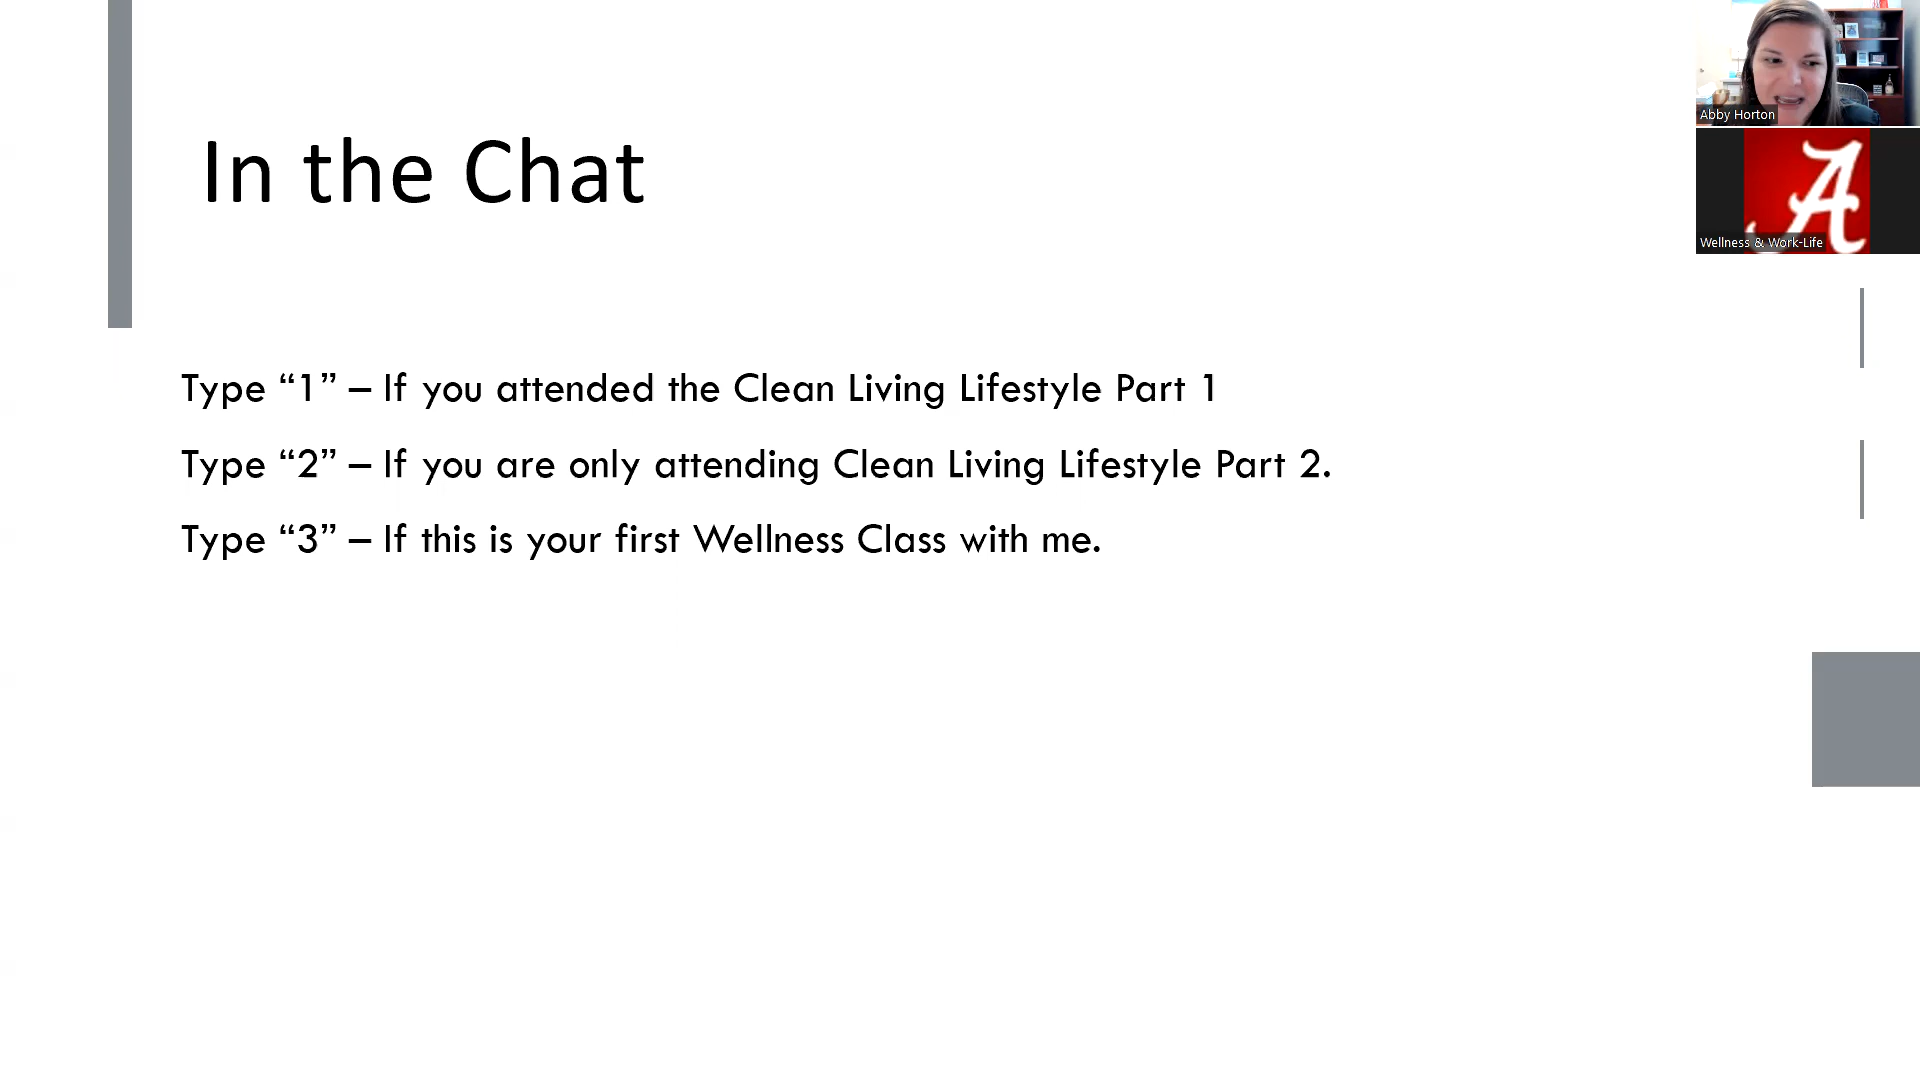 In the Chat
Type “1” – If you attended the Clean Living Lifestyle Part 1
Type “2” – If you are only attending Clean Living Lifestyle Part 2.
Type “3” – If this is your first Wellness Class with me.
Abby Horton
A
Wellness & Work-Life